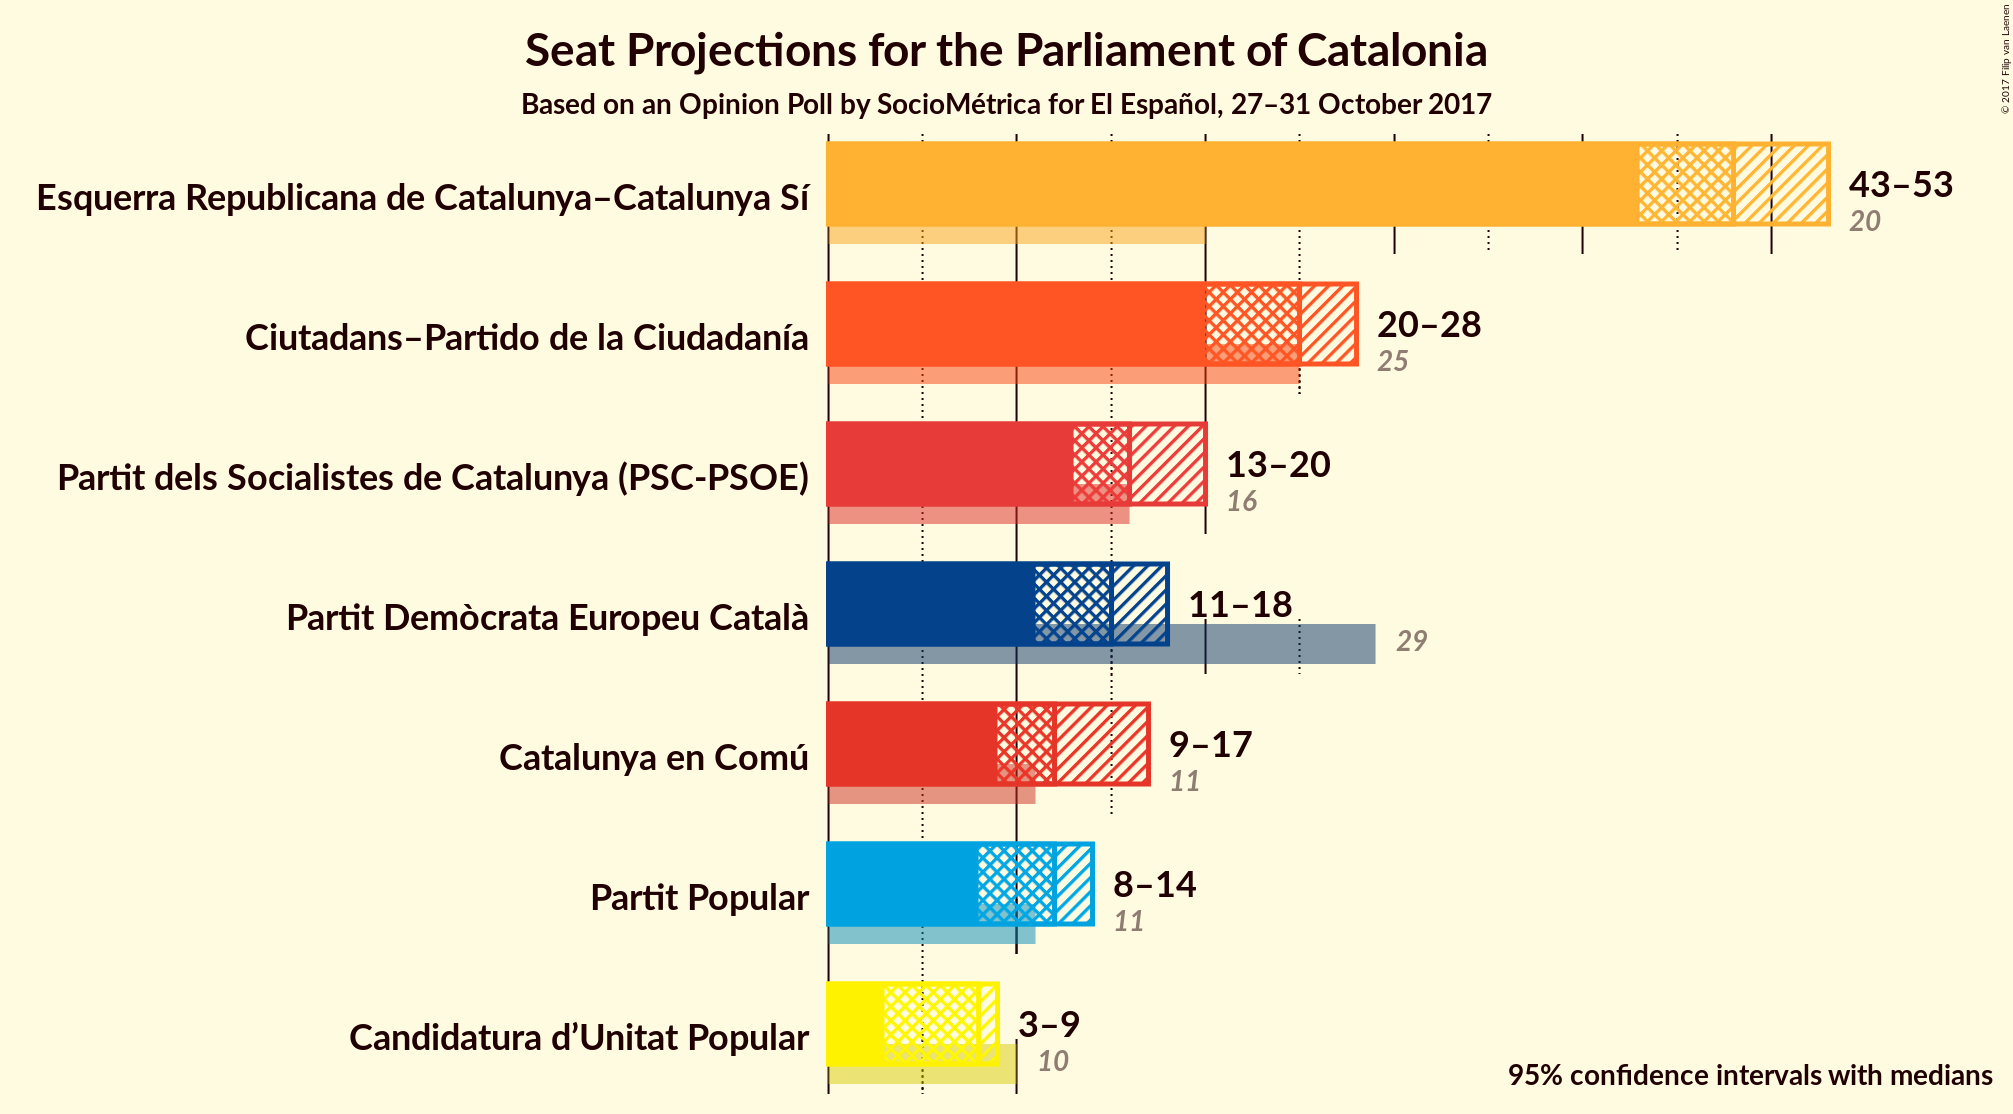 Seat Projections for the Parliament of Catalonia
Based on an Opinion Poll by SocioMétrica for El Español, 27–31 October 2017
© 2017 Filip van Laenen
Esquerra Republicana de Catalunya–Catalunya Sí
43–53
20
Ciutadans–Partido de la Ciudadanía
20–28
25
Partit dels Socialistes de Catalunya (PSC-PSOE)
13–20
16
Partit Demòcrata Europeu Català
11–18
29
Catalunya en Comú
9–17
11
Partit Popular
8–14
11
Candidatura d’Unitat Popular
3–9
10
95% confidence intervals with medians